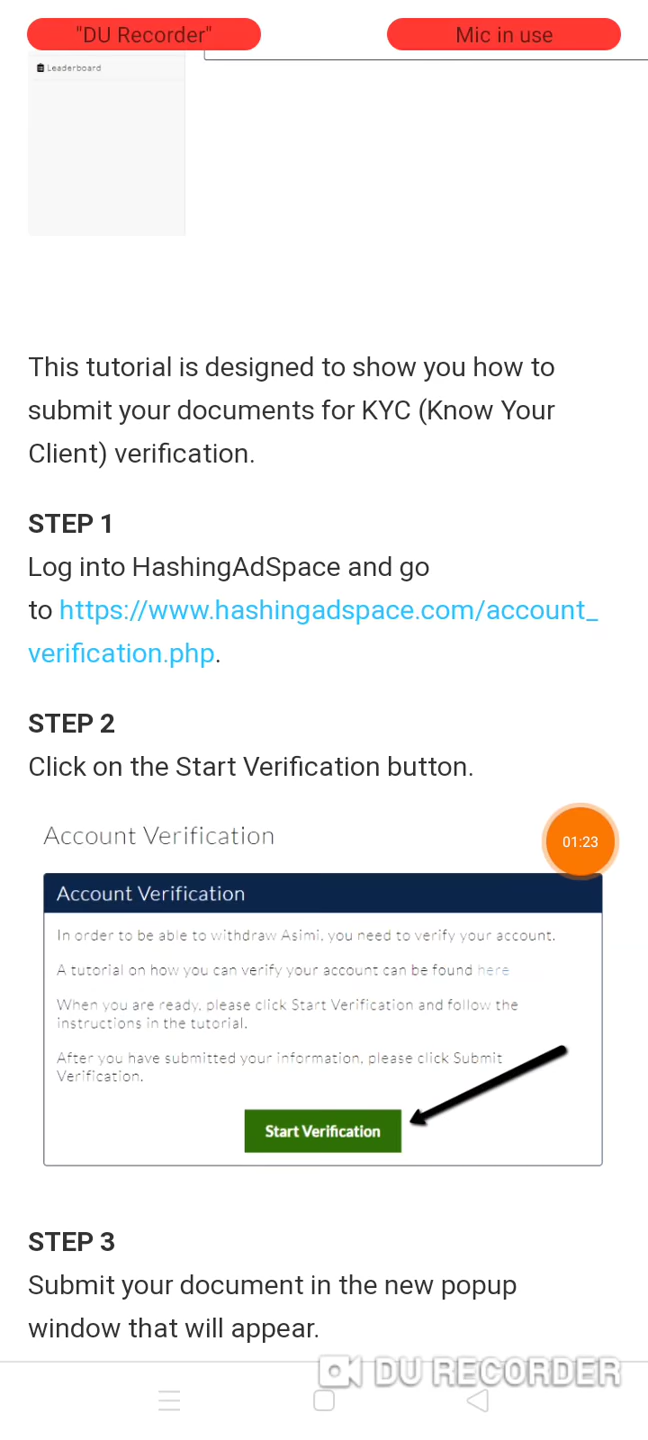 "DU Recorder" Mic in use
Leaderboard
This tutorial is designed to show you how to
submit your documents for KYC (Know Your
Client) verification.
STEP 1
Log into HashingAdSpace and go
to https://www.hashingadspace.com/account_
verification.php.
STEP 2
Click on the Start Verification button.
Account Verification
01:23
Account Verification
In order to be able to withdraw Asimi, you need to verify your account.
A tutorial on how you can verify your account can be found here
When you are ready, please click Start Verification and follow the
instructions in the tutorial.
After you have submitted your information, please click Submit
Verification.
Start Verification
STEP 3
Submit your document in the new popup
window that will appear.
DU RECORDER